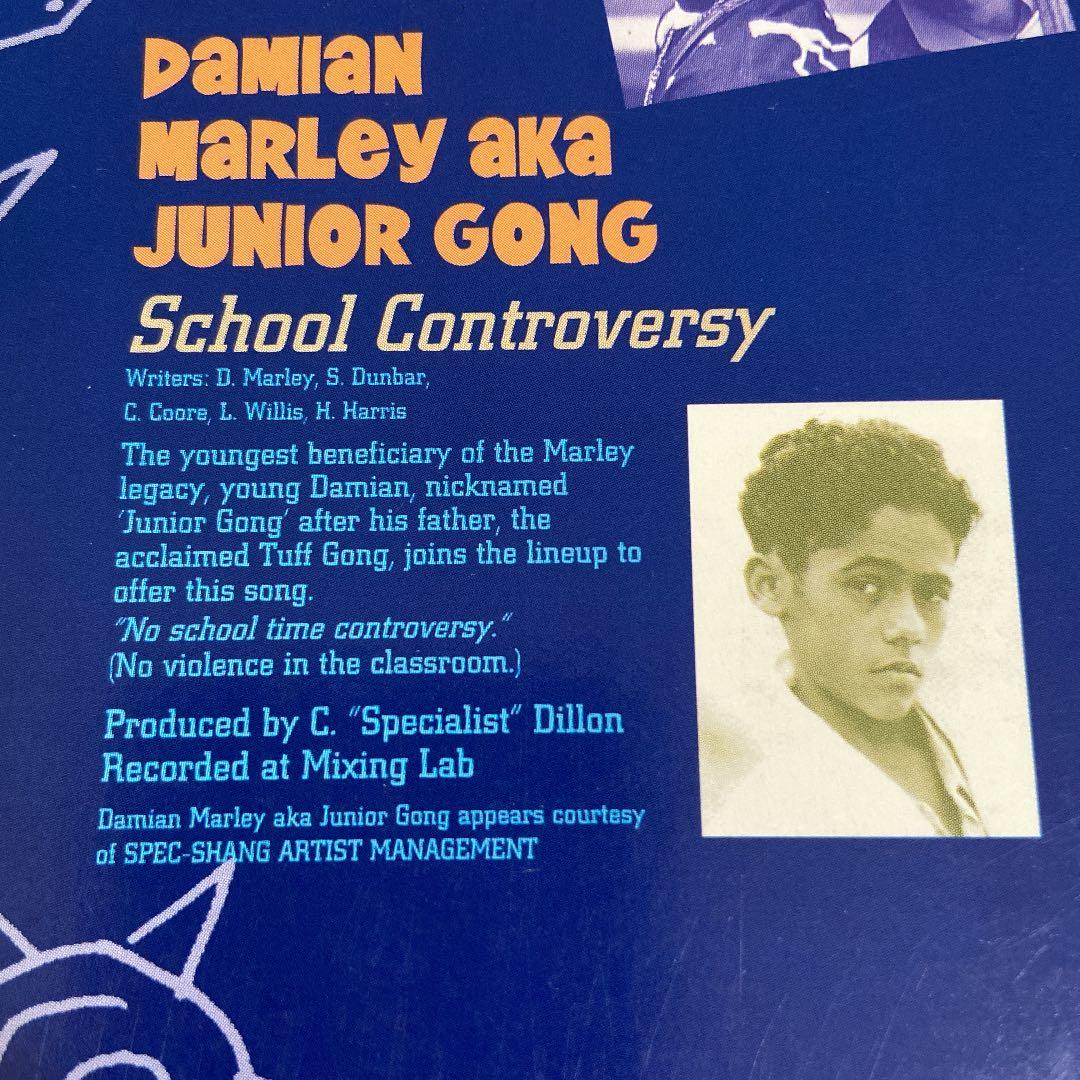 DaMIaN
MaRLey aKa
JUNIOR GONG
School Controversy
Writers: D. Marley, S. Dunbar,
C. Coore, L. Willis, H. Harris
The youngest beneficiary of the Marley
legacy, young Damian, nicknamed
'Junior Gong' after his father, the
acclaimed Tuff Gong, joins the lineup to
offer this song.
"No school time controversy."
(No violence in the classroom.)
Produced by C. "Specialist" Dillon
Recorded at Mixing Lab
Damian Marley aka Junior Gong appears courtesy
of SPEC-SHANG ARTIST MANAGEMENT